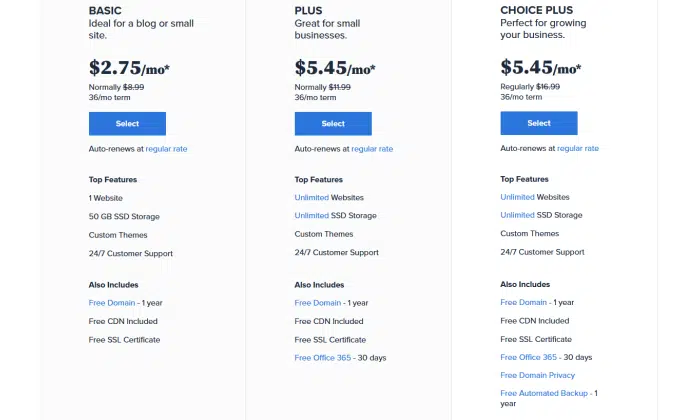 BASIC
Ideal for a blog or small
site.
$2.75/mo*
Normally $8.99
36/mo term
Select
Auto-renews at regular rate
Top Features
1 Website
50 GB SSD Storage
Custom Themes
24/7 Customer Support
Also Includes
Free Domain - 1 year
Free CDN Included
Free SSL Certificate
PLUS
Great for small
businesses.
$5.45/mo*
Normally $11.99
36/mo term
Select
Auto-renews at regular rate
Top Features
Unlimited Websites
Unlimited SSD Storage
Custom Themes
24/7 Customer Support
Also Includes
Free Domain - 1 year
Free CDN Included
Free SSL Certificate
Free Office 365 - 30 days
CHOICE PLUS
Perfect for growing
your business.
$5.45/mo*
Regularly $16.99
36/mo term
Select
Auto-renews at regular rate
Top Features
Unlimited Websites
Unlimited SSD Storage
Custom Themes
24/7 Customer Support
Also Includes
Free Domain - 1 year
Free CDN Included
Free SSL Certificate
Free Office 365 - 30 days
Free Domain Privacy
Free Automated Backup - 1
year